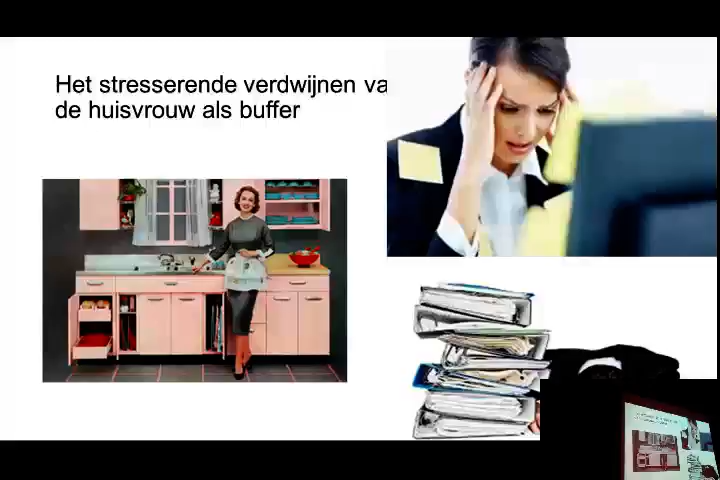 Het stresserende verdwijnen va
de huisvrouw als buffer